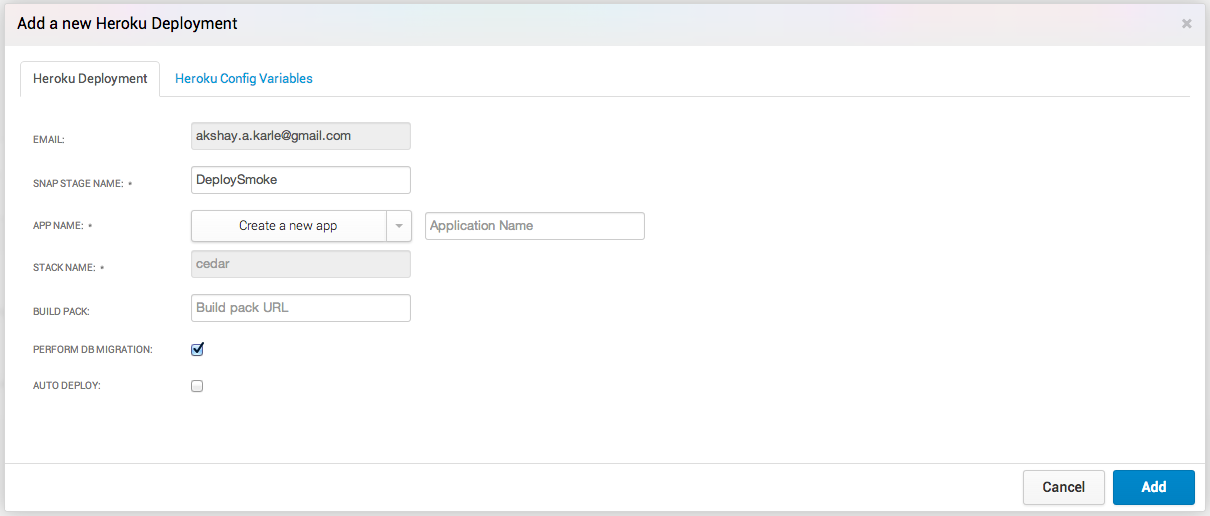 Add a new Heroku Deployment ×
Heroku Deployment Heroku Config Variables
EMAIL: akshay.a.karle@gmail.com
SNAP STAGE NAME: * DeploySmoke
APP NAME: * Create a new app Application Name
STACK NAME: * cedar
BUILD PACK: Build pack URL
PERFORM DB MIGRATION:
AUTO DEPLOY:
Cancel Add